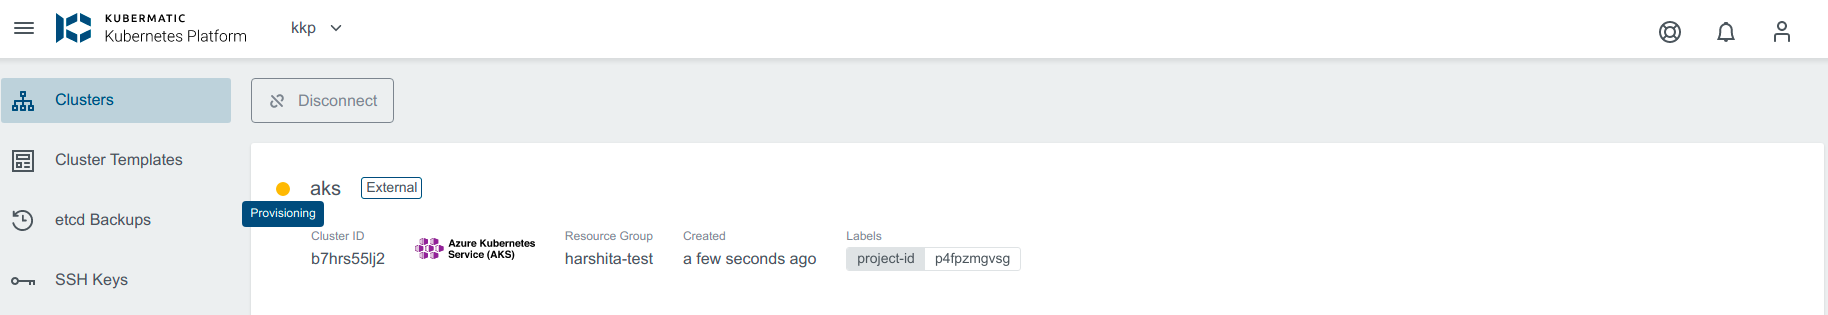 KUBERMATIC
Kubernetes Platform
kkp
Clusters
Disconnect
Cluster Templates
aks
External
Provisioning
etcd Backups
Cluster ID
b7hrs55lj2
Azure Kubernetes
Service (AKS)
Resource Group
harshita-test
Created
a few seconds ago
Labels
project-id
p4fpzmgvsg
SSH Keys